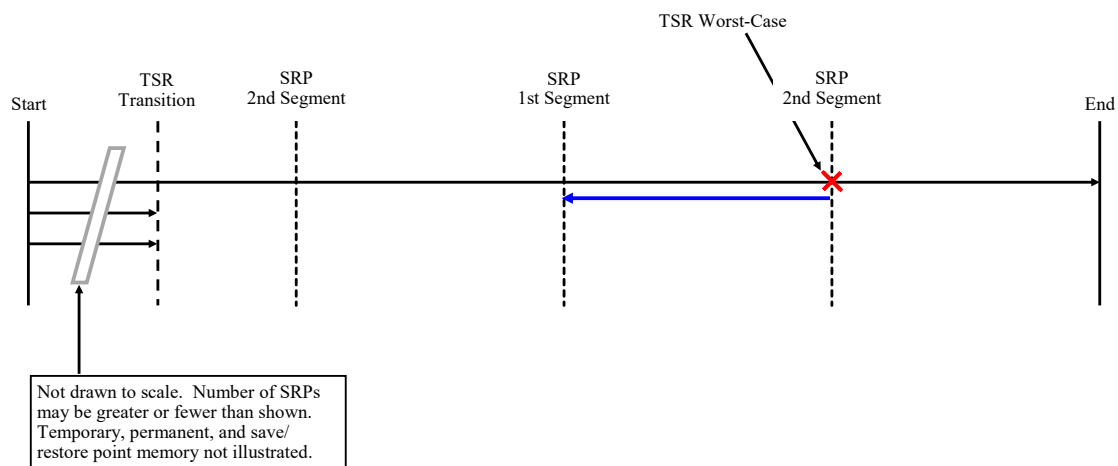 TSR Worst-Case
Start
TSR
Transition
SRP
2nd Segment
SRP
1st Segment
SRP
2nd Segment
End
Not drawn to scale.  Number of SRPs
may be greater or fewer than shown.
Temporary, permanent, and save/
restore point memory not illustrated.